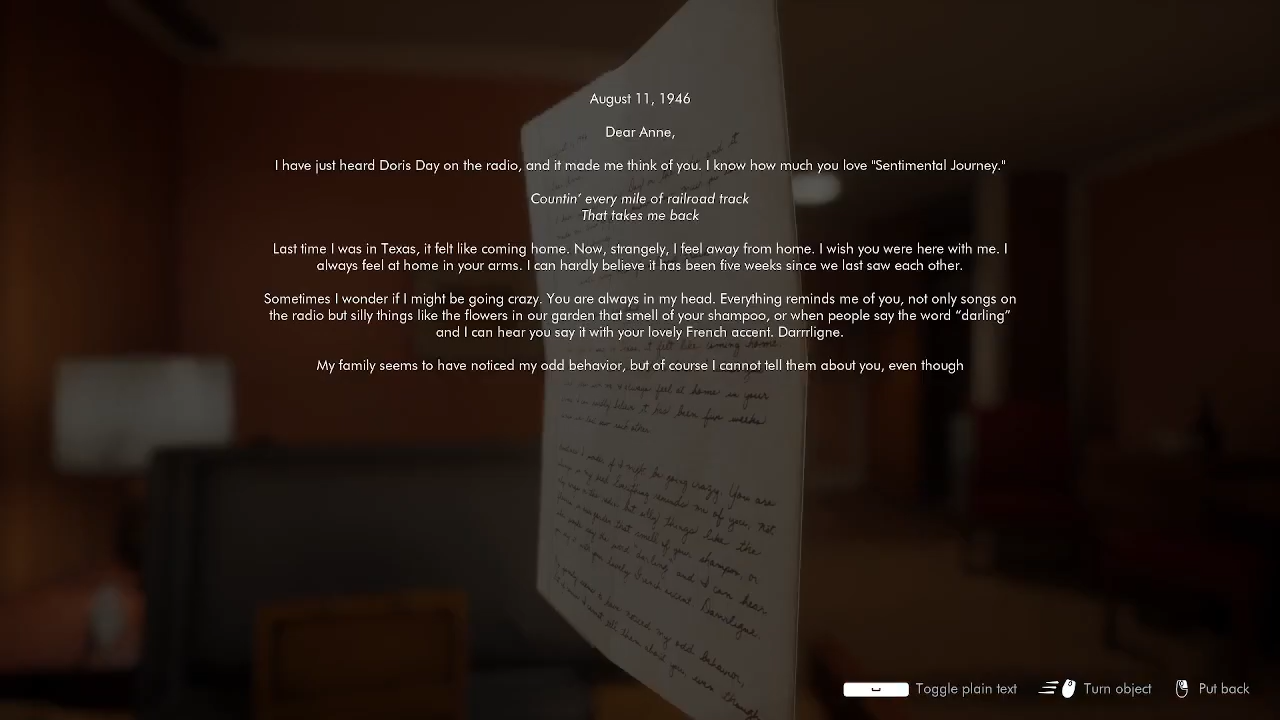 August 11, 1946
Dear Anne,
I have just heard Doris Day on the radio, and it made me think of you. I know how much you love "Sentimental Journey."
Countin' every mile of railroad track
That takes me back
Last time I was in Texas, it felt like coming home. Now, strangely, I feel away from home. I wish you were here with me. I
always feel at home in your arms. I can hardly believe it has been five weeks since we last saw each other.
Sometimes I wonder if I might be going crazy. You are always in my head. Everything reminds me of you, not only songs on
the radio but silly things like the flowers in our garden that smell of your shampoo, or when people say the word “darling”
and I can hear you say it with your lovely French accent. Darrrligne.
My family seems to have noticed my odd behavior, but of course I cannot tell them about you, even though
Toggle plain text
Turn object
Put back